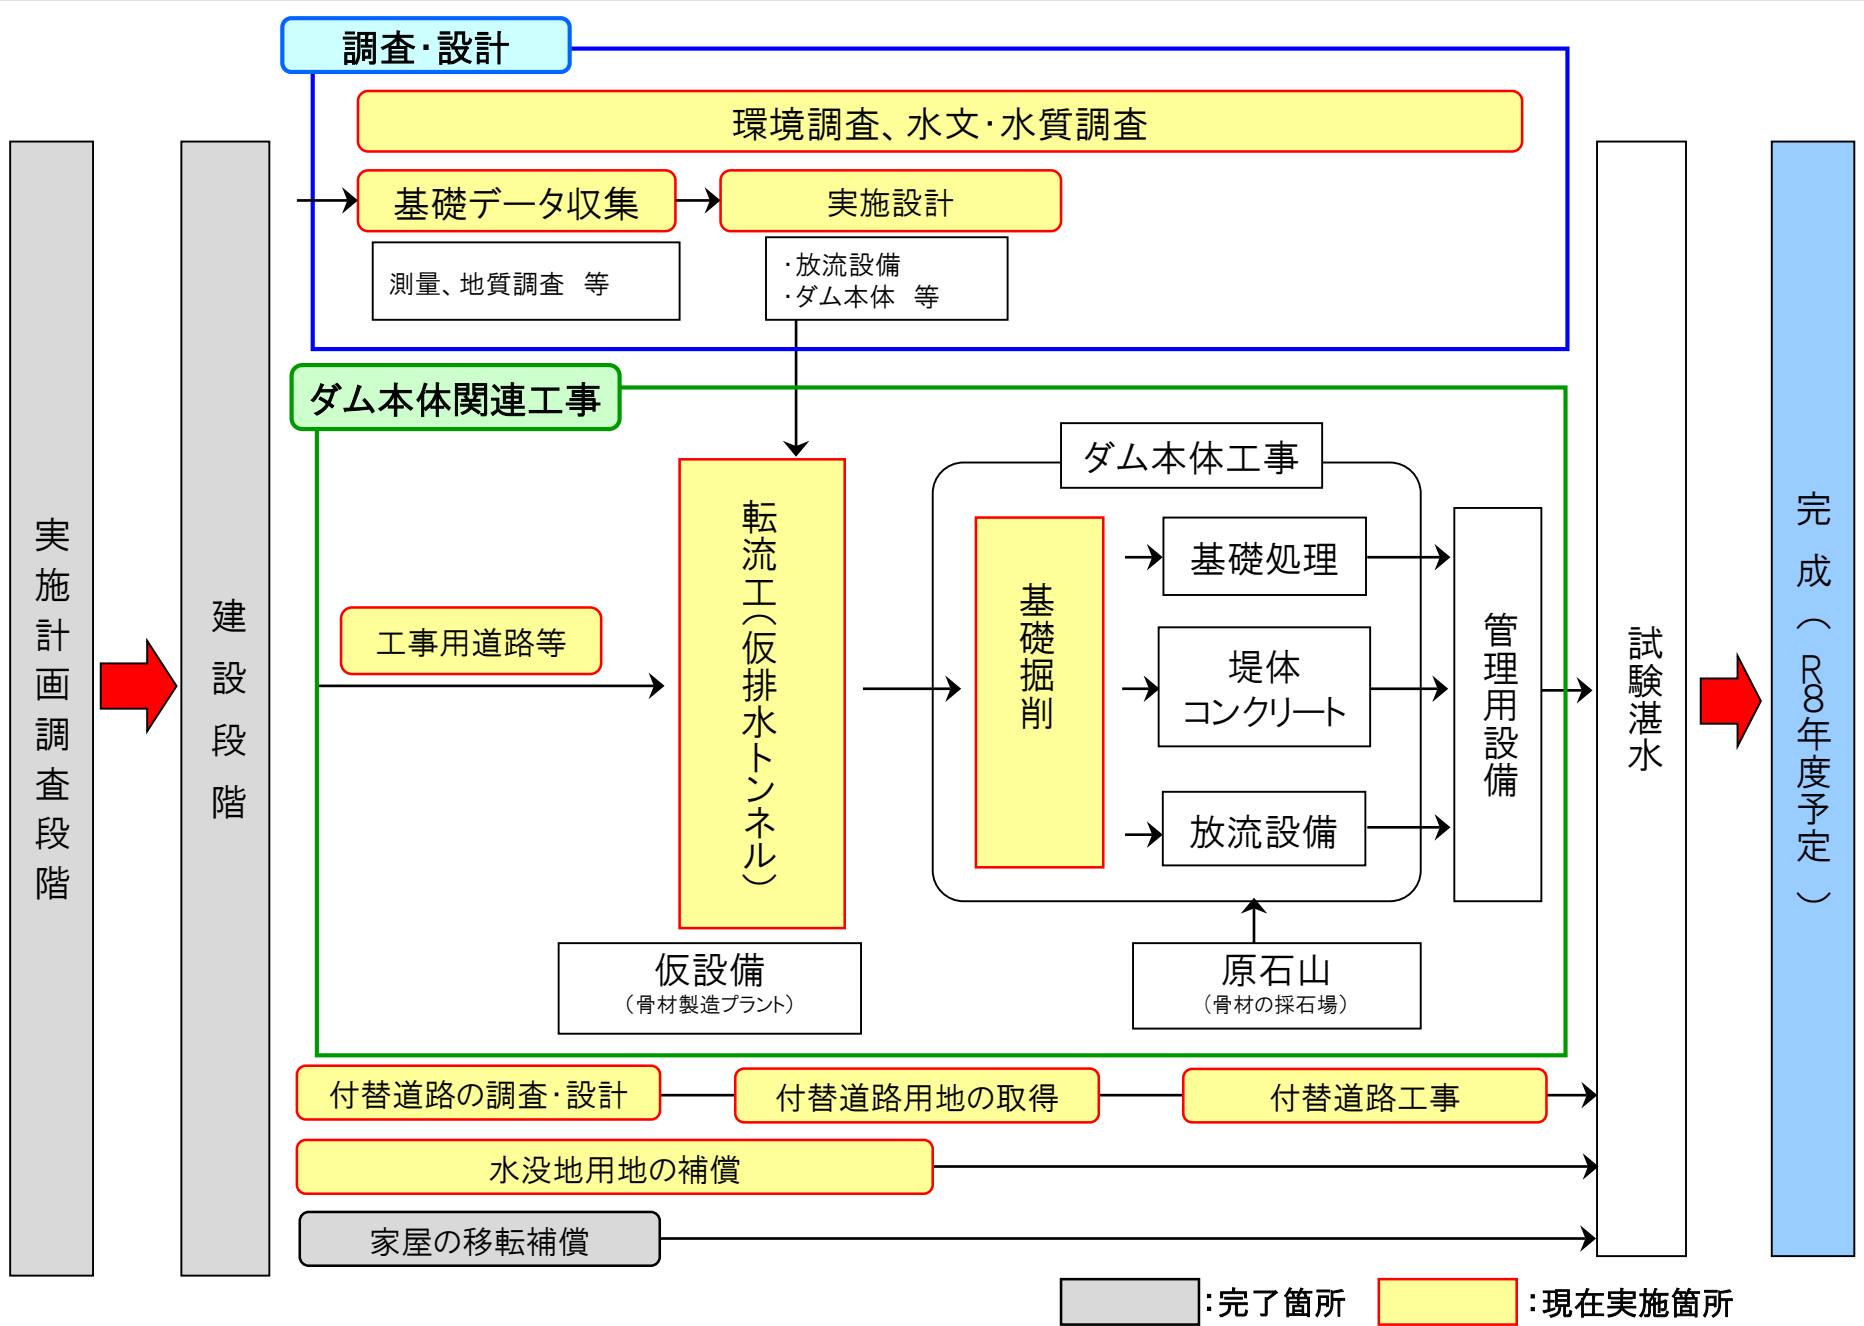 調査・設計
環境調査、水文・水質調査
基礎データ収集
実施設計
測量、地質調査　等
・放流設備
・ダム本体　等
実施計画調査段階
建設段階
ダム本体関連工事
工事用道路等
転流工（仮排水トンネル）
ダム本体工事
基礎掘削
基礎処理
堤体
コンクリート
放流設備
管理用設備
試験湛水
完成（R8年度予定）
仮設備
（骨材製造プラント）
原石山
（骨材の採石場）
付替道路の調査・設計
付替道路用地の取得
付替道路工事
水没地用地の補償
家屋の移転補償
：完了箇所
：現在実施箇所